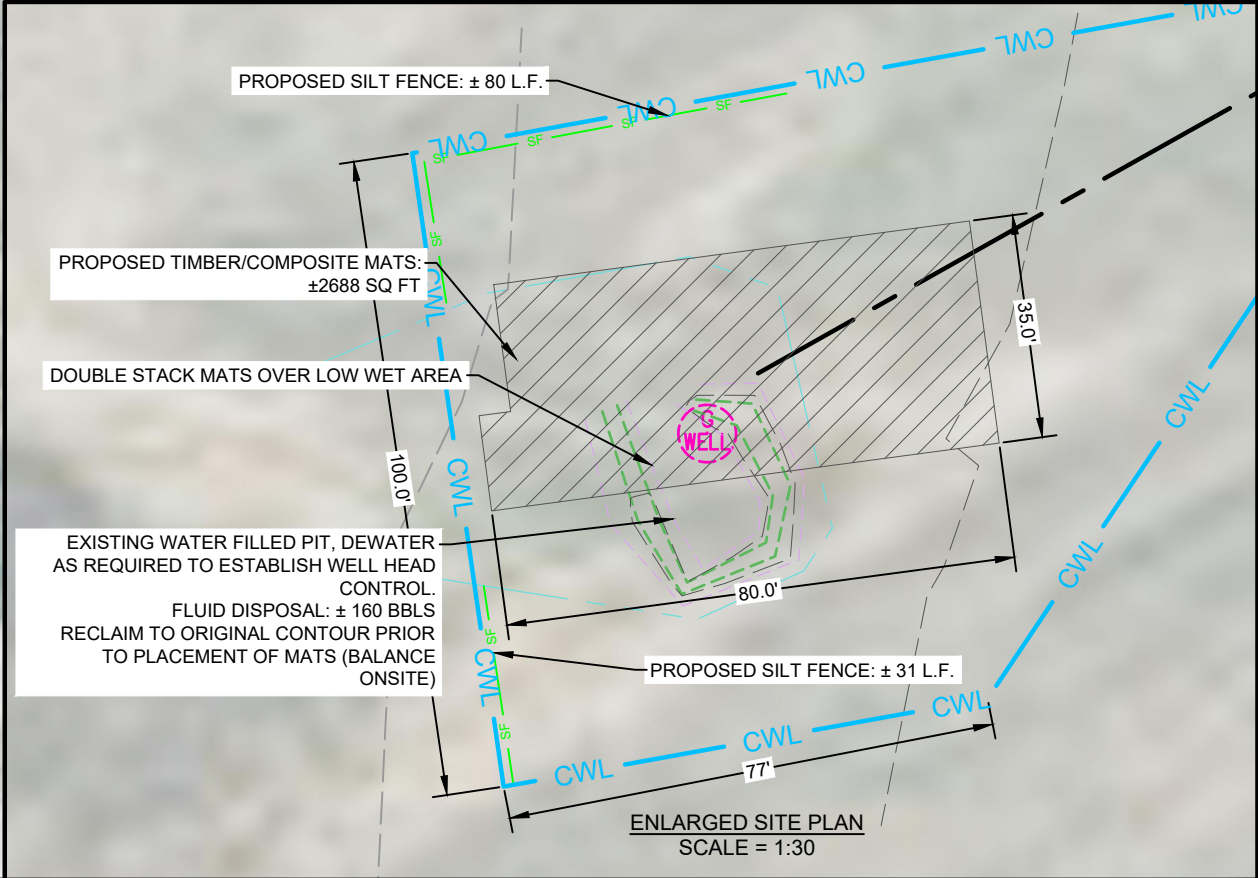 CWL
CWL
CWL
CWL
CWL
PROPOSED SILT FENCE: ± 80 L.F.
SF
SF
SF
SF
SF
PROPOSED TIMBER/COMPOSITE MATS:
±2688 SQ FT
CWL
35.0'
DOUBLE STACK MATS OVER LOW WET AREA
CWL
G
WELL
100.0'
CWL
EXISTING WATER FILLED PIT, DEWATER
AS REQUIRED TO ESTABLISH WELL HEAD
CONTROL.
FLUID DISPOSAL: ± 160 BBLS
RECLAIM TO ORIGINAL CONTOUR PRIOR
TO PLACEMENT OF MATS (BALANCE
ONSITE)
CWL
80.0'
SF
CWL
PROPOSED SILT FENCE: ± 31 L.F.
SF
CWL
CWL
CWL
77'
ENLARGED SITE PLAN
SCALE = 1:30